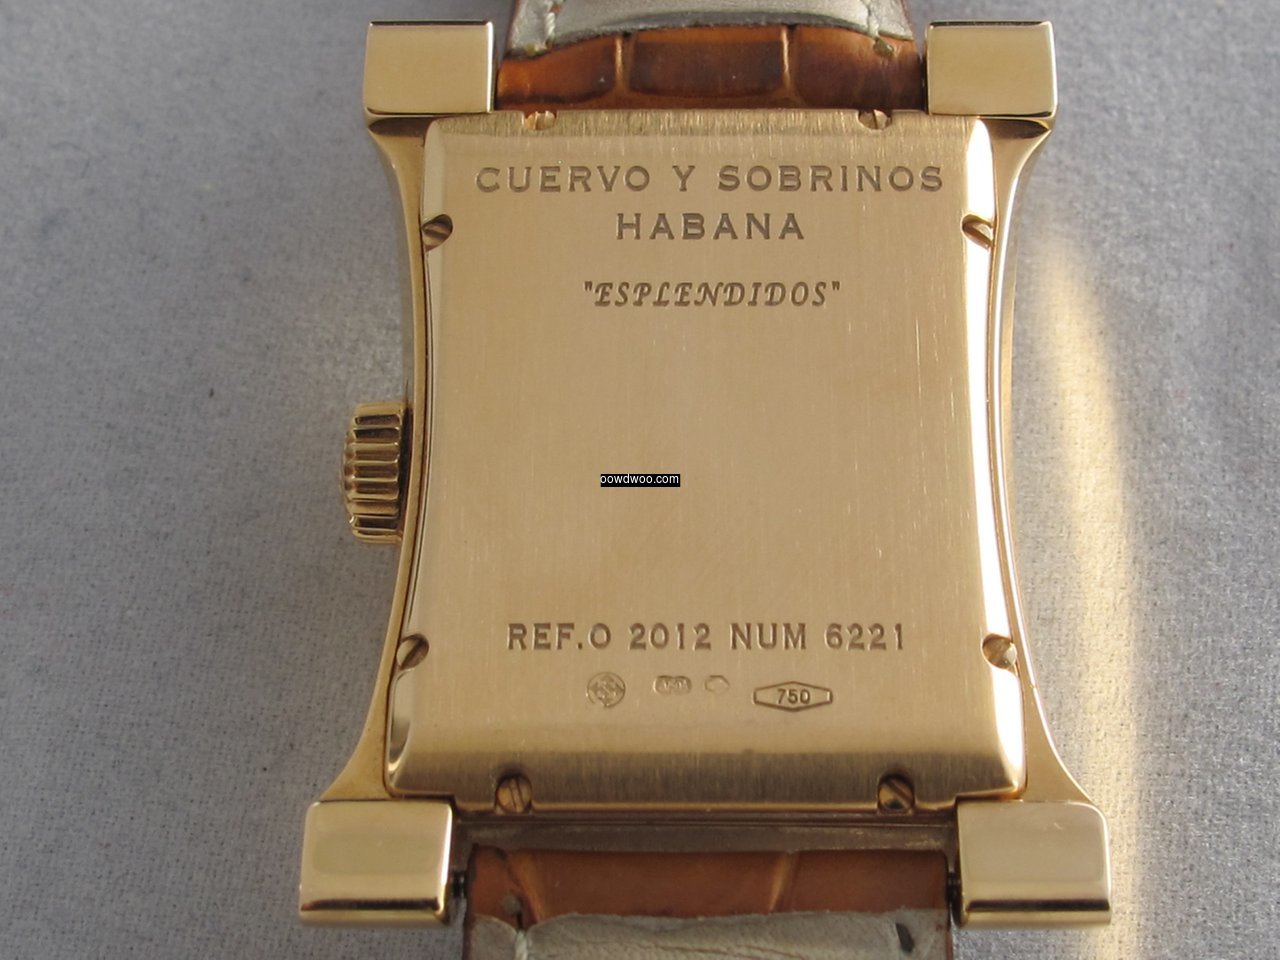 CUERVO Y SOBRINOS
HABANA
"ESPLENDIDOS"
oowdwoo.com
REF.O 2012 NUM 6221
750